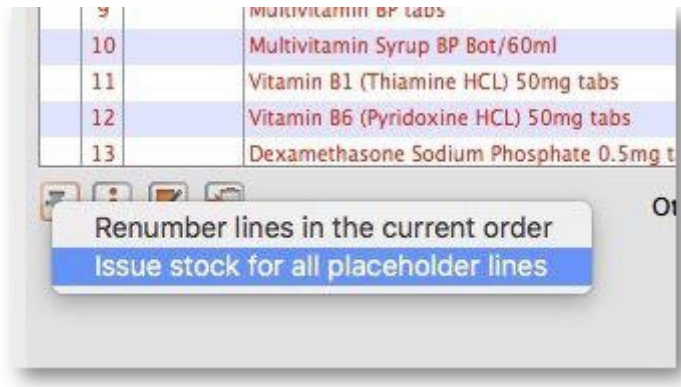 9 Multivitamin BP tabs
10 Multivitamin Syrup BP Bot/60ml
11 Vitamin B1 (Thiamine HCL) 50mg tabs
12 Vitamin B6 (Pyridoxine HCL) 50mg tabs
13 Dexamethasone Sodium Phosphate 0.5mg t
Ot
Renumber lines in the current order
Issue stock for all placeholder lines